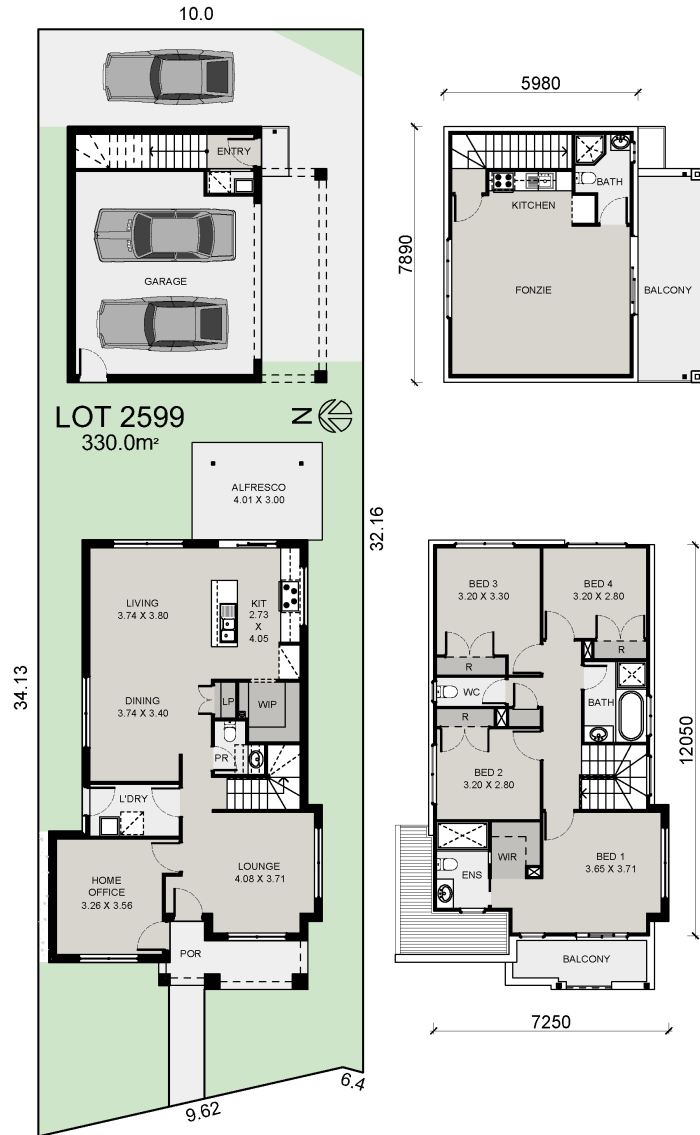 10.0
5980
ENTRY
BATH
KITCHEN
7890
GARAGE
FONZIE
BALCONY
LOT 2599
330.0m²
N
ALFRESCO
4.01 X 3.00
32.16
LIVING
3.74 X 3.80
KIT
2.73
X
4.05
BED 3
3.20 X 3.30
BED 4
3.20 X 2.80
R
R
34.13
DINING
3.74 X 3.40
LP
WIP
WC
BATH
R
12050
PR
BED 2
3.20 X 2.80
L'DRY
HOME
OFFICE
3.26 X 3.56
LOUNGE
4.08 X 3.71
WIR
ENS
BED 1
3.65 X 3.71
POR
BALCONY
7250
6.4
9.62